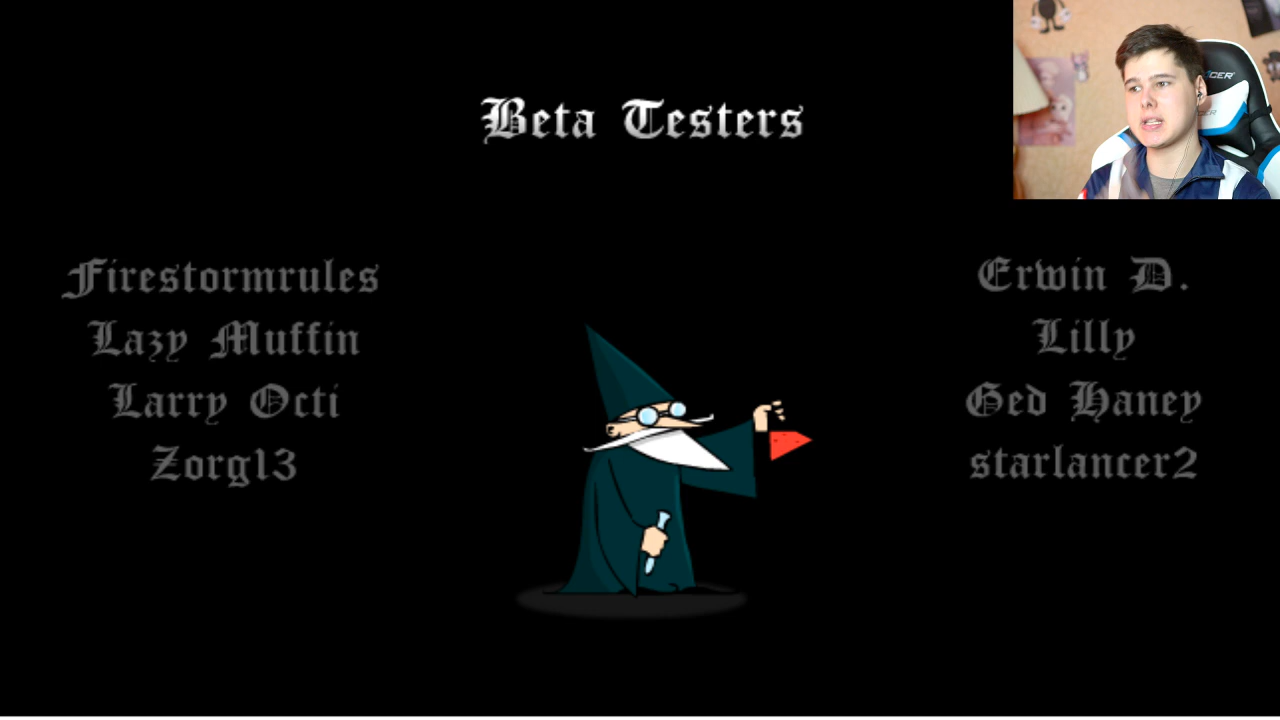 Beta Testers
Firestormrules
Lazy Muffin
Larry Octi
Zorg13
Erwin D.
Lilly
Ged Haney
starlancer2